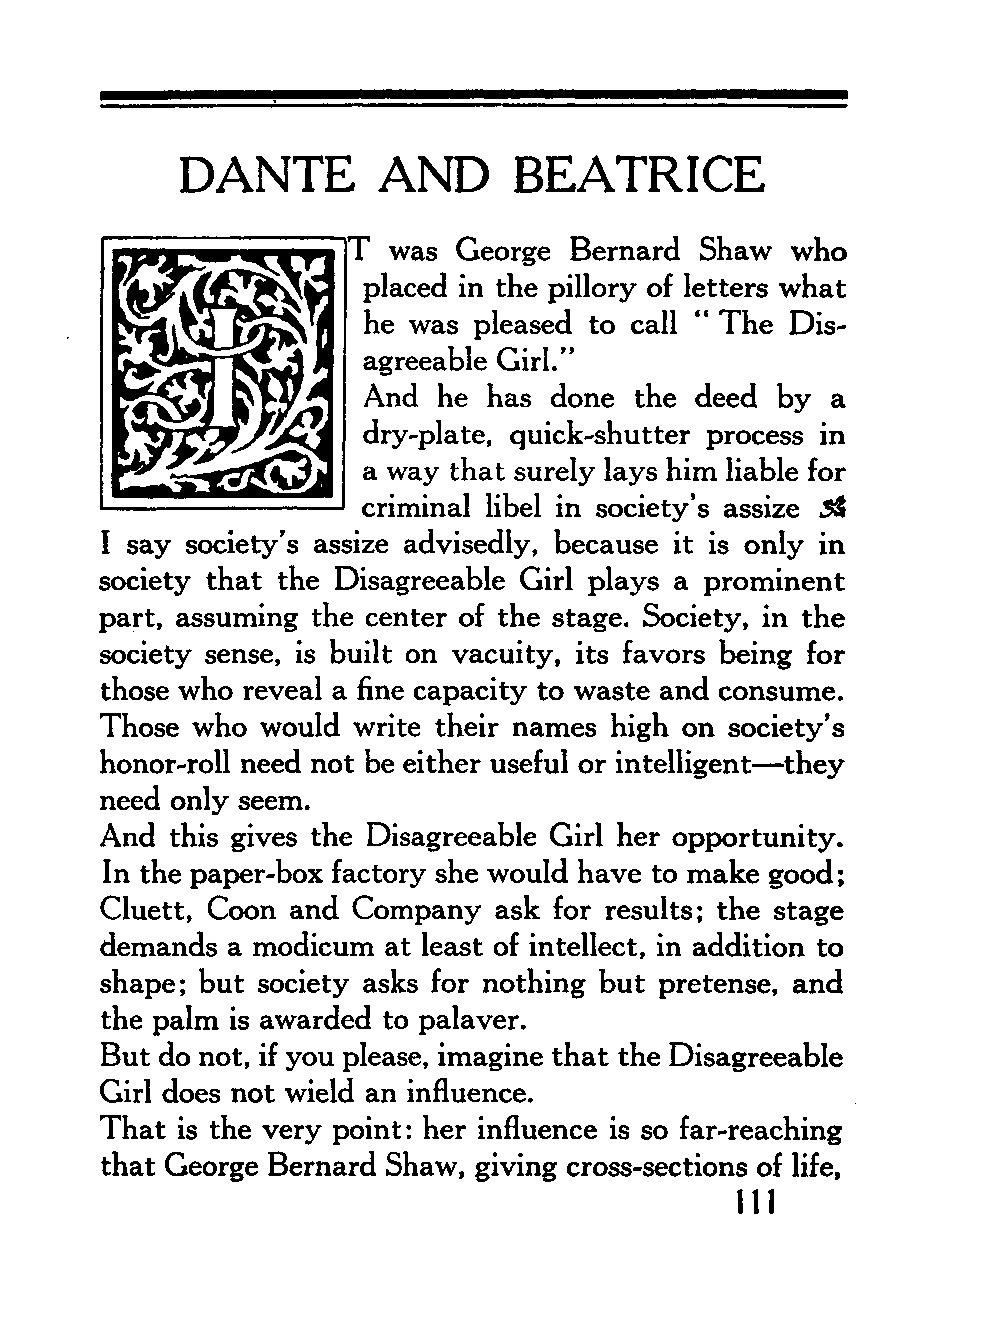 DANTE AND BEATRICE
IT was George Bernard Shaw who
placed in the pillory of letters what
he was pleased to call “ The Dis-
agreeable Girl.”
And he has done the deed by a
dry-plate, quick-shutter process in
a way that surely lays him liable for
criminal libel in society’s assize
I say society’s assize advisedly, because it is only in
society that the Disagreeable Girl plays a prominent
part, assuming the center of the stage. Society, in the
society sense, is built on vacuity, its favors being for
those who reveal a fine capacity to waste and consume.
Those who would write their names high on society’s
honor-roll need not be either useful or intelligent—they
need only seem.
And this gives the Disagreeable Girl her opportunity.
In the paper-box factory she would have to make good;
Cluett, Coon and Company ask for results; the stage
demands a modicum at least of intellect, in addition to
shape; but society asks for nothing but pretense, and
the palm is awarded to palaver.
But do not, if you please, imagine that the Disagreeable
Girl does not wield an influence.
That is the very point: her influence is so far-reaching
that George Bernard Shaw, giving cross-sections of life,
111